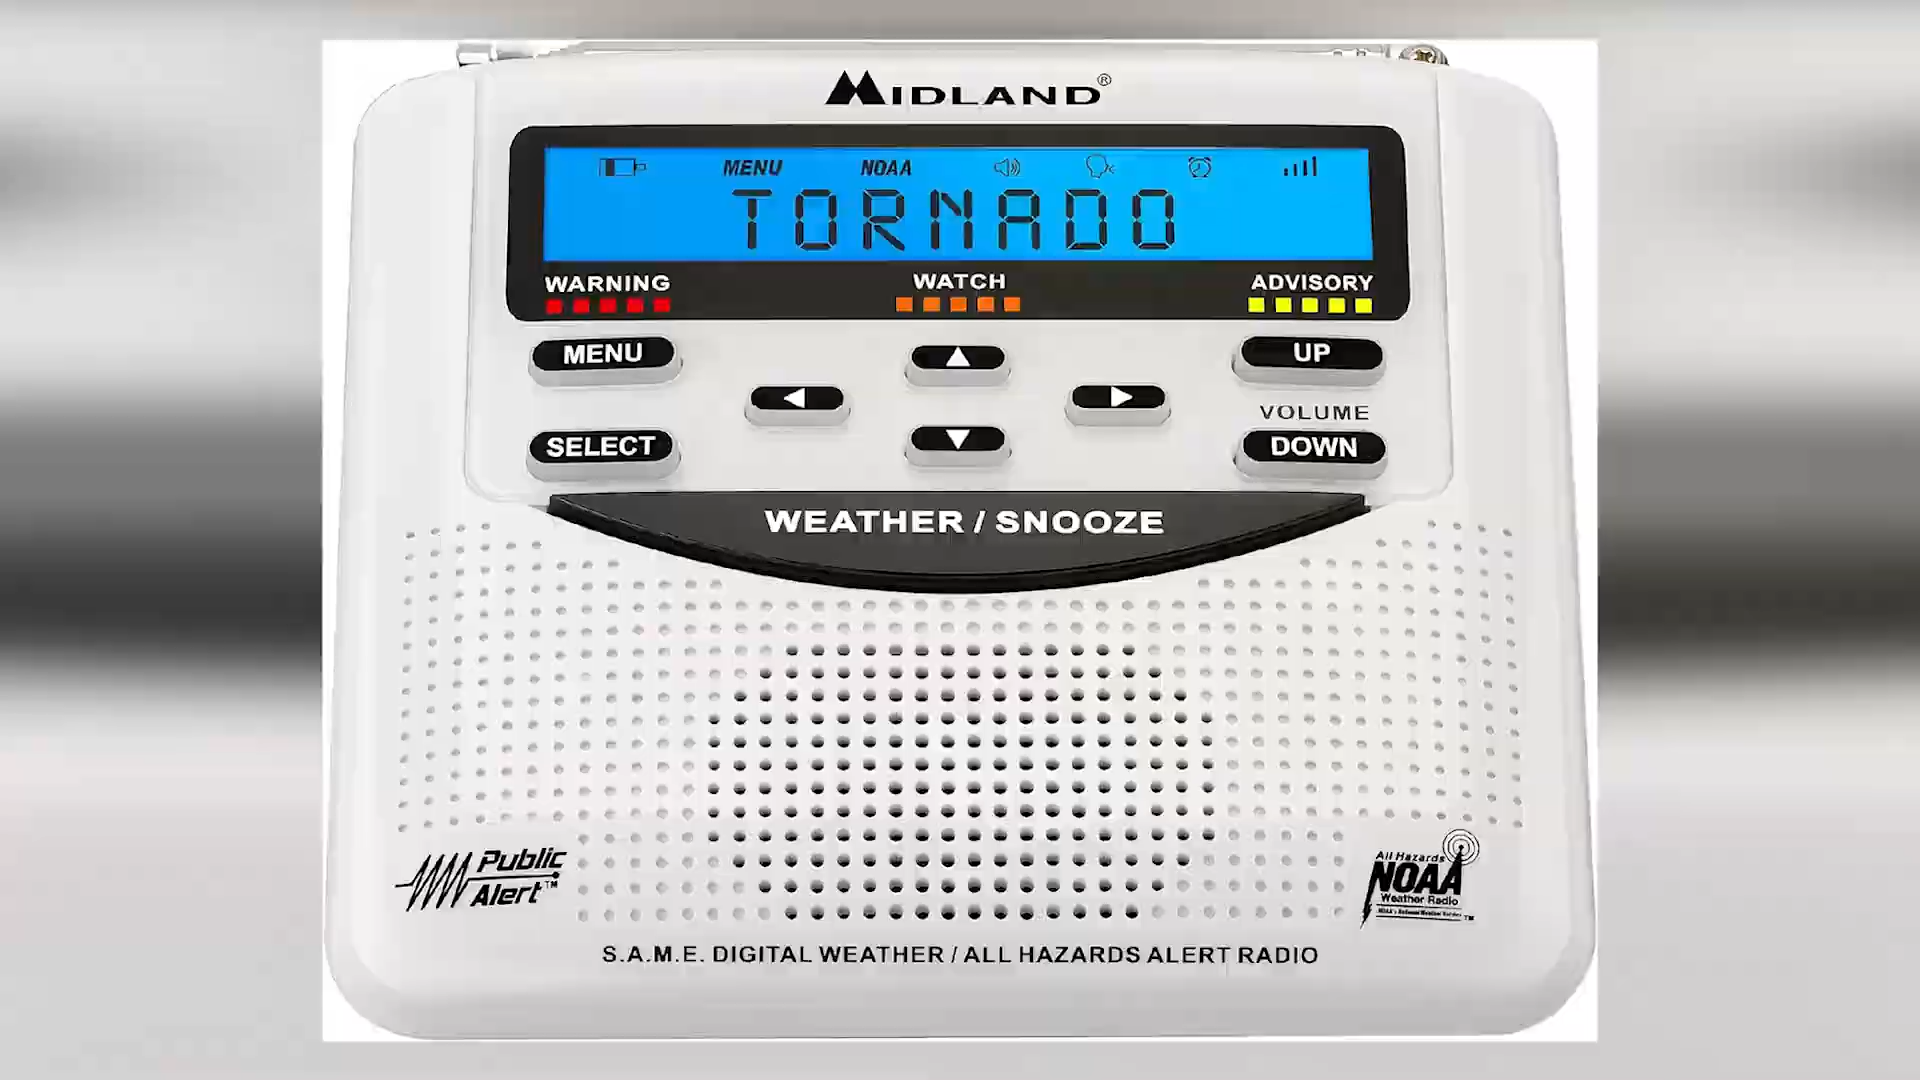 MIDLAND®
MENU NOAA
TORNADO
WARNING WATCH ADVISORY
MENU UP
VOLUME
SELECT DOWN
WEATHER / SNOOZE
Public
Alert™
All Hazards
NOAA
Weather Radio
TM
S.A.M.E. DIGITAL WEATHER / ALL HAZARDS ALERT RADIO